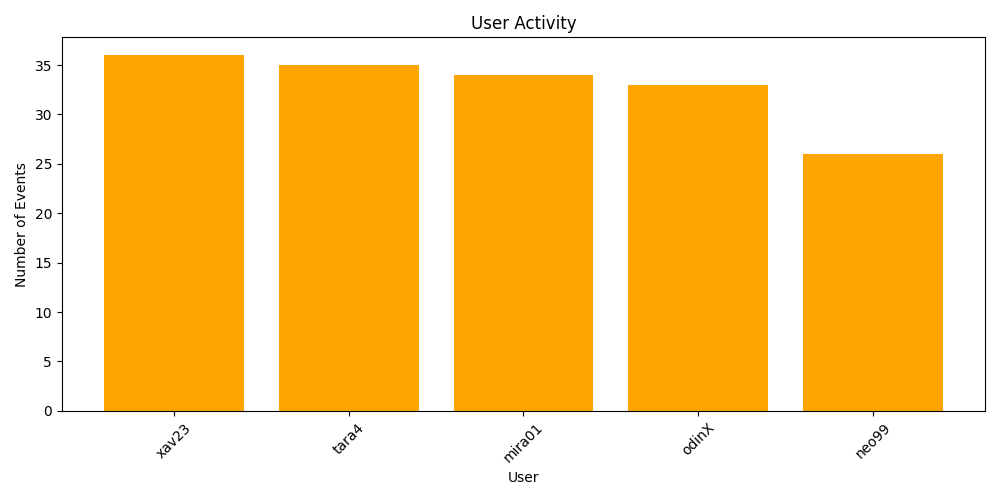 User Activity
Number of Events
35
30
25
20
15
10
5
0
xav23
tara4
mira01
odinX
neo99
User